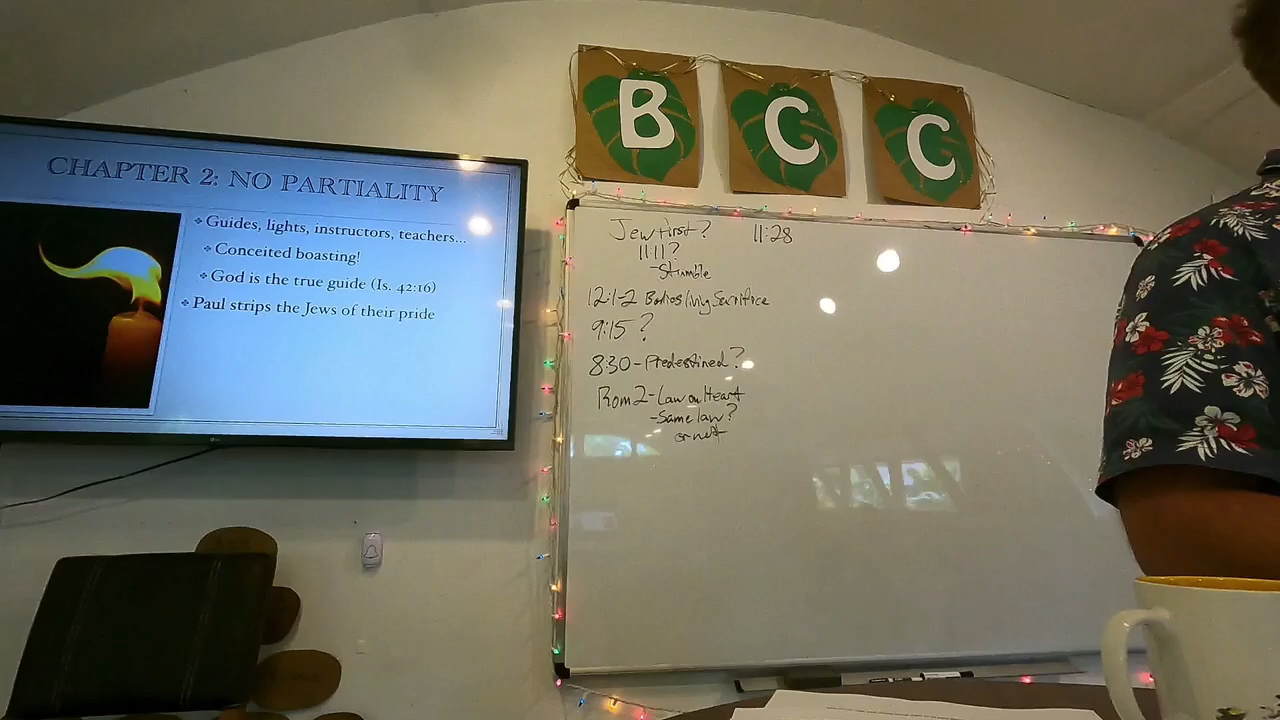 CHAPTER 2: NO PARTIALITY
Guides, lights, instructors, teachers...
Conceited boasting!
God is the true guide (Is. 42:16)
Paul strips the Jews of their pride
LG
B C C
Jew first? 11:28
11:11?
-Stumble
12:1-2 Bodies living Sacrifice
9:15?
8:30-Predestined?
Rom 2-Law on Heart
-Same law?
or not